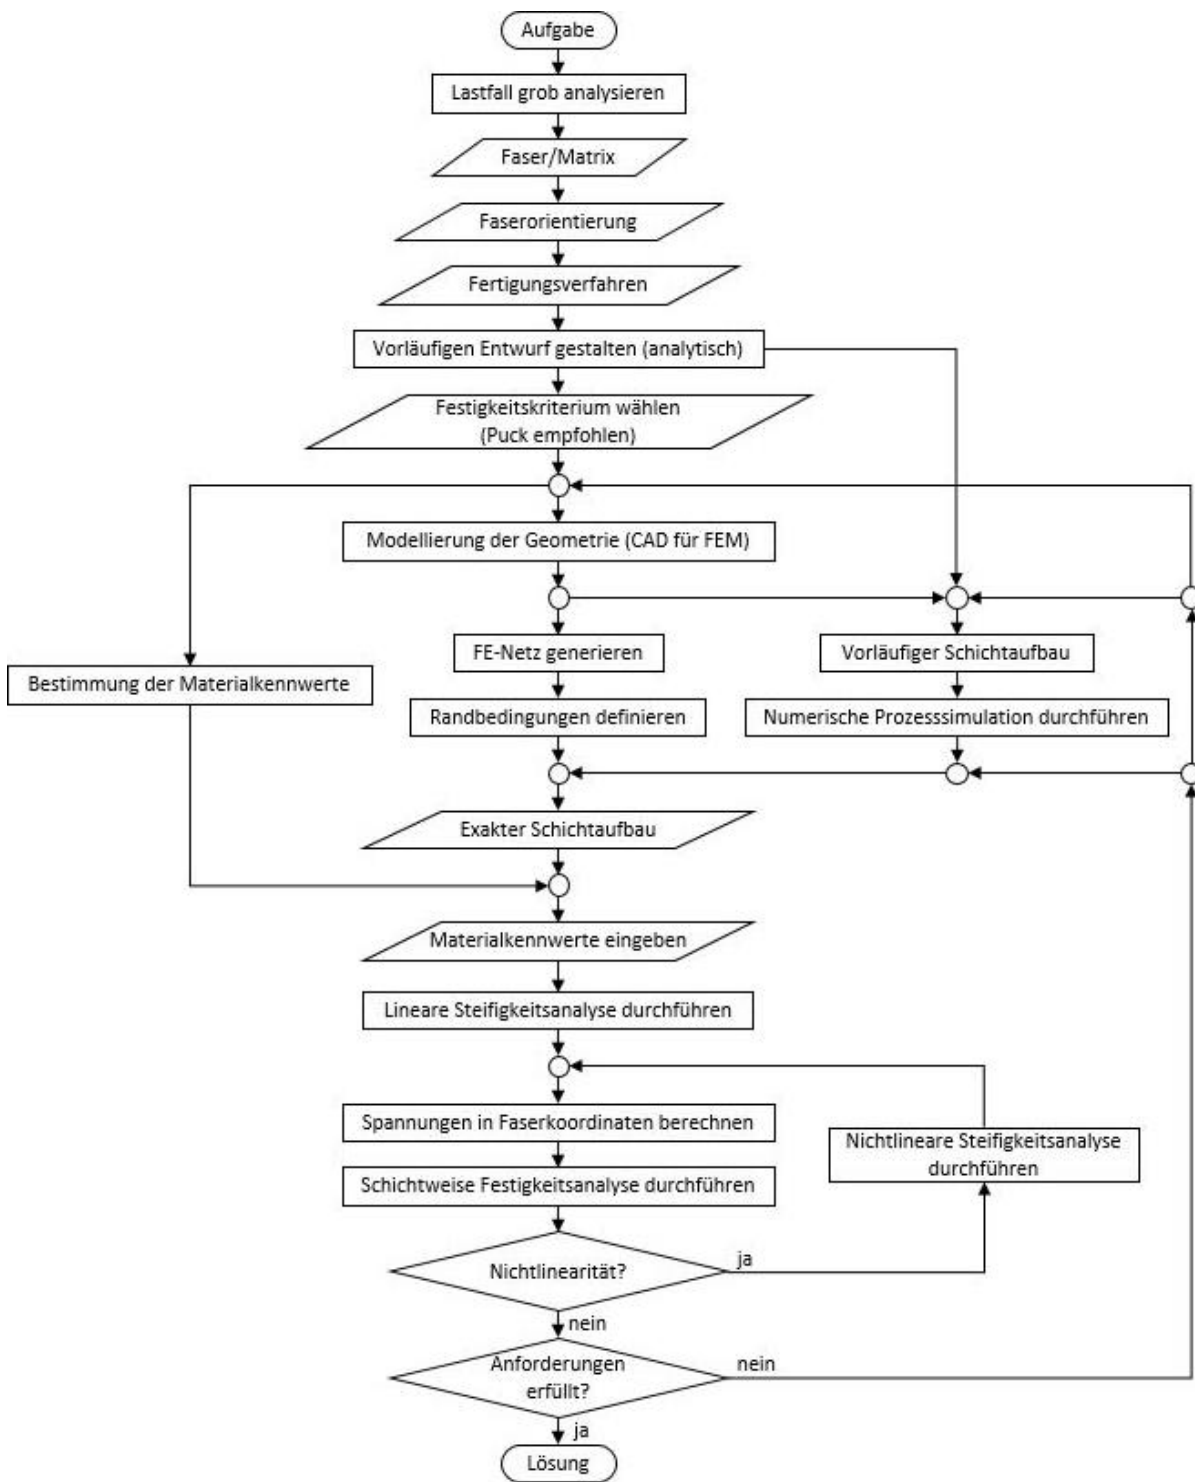 Aufgabe
Lastfall grob analysieren
Faser/Matrix
Faserorientierung
Fertigungsverfahren
Vorläufigen Entwurf gestalten (analytisch)
Festigkeitskriterium wählen
(Puck empfohlen)
Modellierung der Geometrie (CAD für FEM)
FE-Netz generieren
Vorläufiger Schichtaufbau
Bestimmung der Materialkennwerte
Randbedingungen definieren
Numerische Prozesssimulation durchführen
Exakter Schichtaufbau
Materialkennwerte eingeben
Lineare Steifigkeitsanalyse durchführen
Spannungen in Faserkoordinaten berechnen
Nichtlineare Steifigkeitsanalyse
durchführen
Schichtweise Festigkeitsanalyse durchführen
Nichtlinearität?
ja
nein
Anforderungen
erfüllt?
nein
ja
Lösung